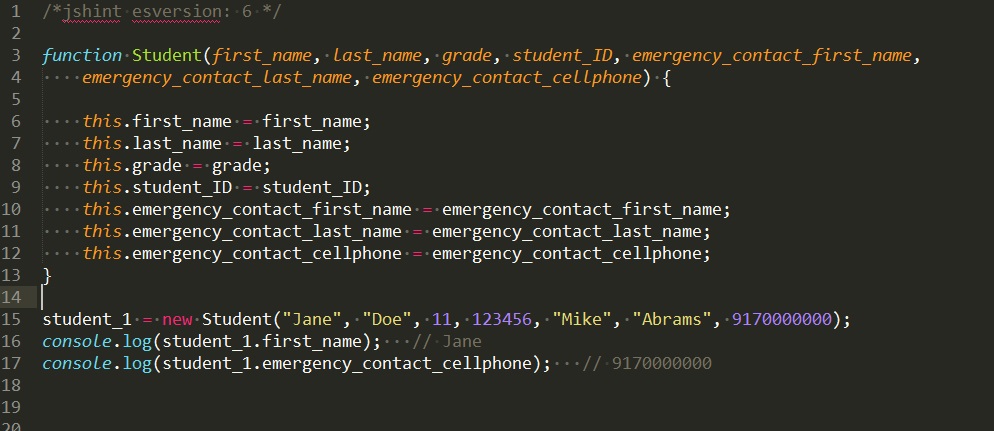 1 /*jshint esversion: 6 */
2
3 function Student(first_name, last_name, grade, student_ID, emergency_contact_first_name,
4     emergency_contact_last_name, emergency_contact_cellphone) {
5
6     this.first_name = first_name;
7     this.last_name = last_name;
8     this.grade = grade;
9     this.student_ID = student_ID;
10     this.emergency_contact_first_name = emergency_contact_first_name;
11     this.emergency_contact_last_name = emergency_contact_last_name;
12     this.emergency_contact_cellphone = emergency_contact_cellphone;
13 }
14
15 student_1 = new Student("Jane", "Doe", 11, 123456, "Mike", "Abrams", 9170000000);
16 console.log(student_1.first_name);   // Jane
17 console.log(student_1.emergency_contact_cellphone);   // 9170000000
18
19
20